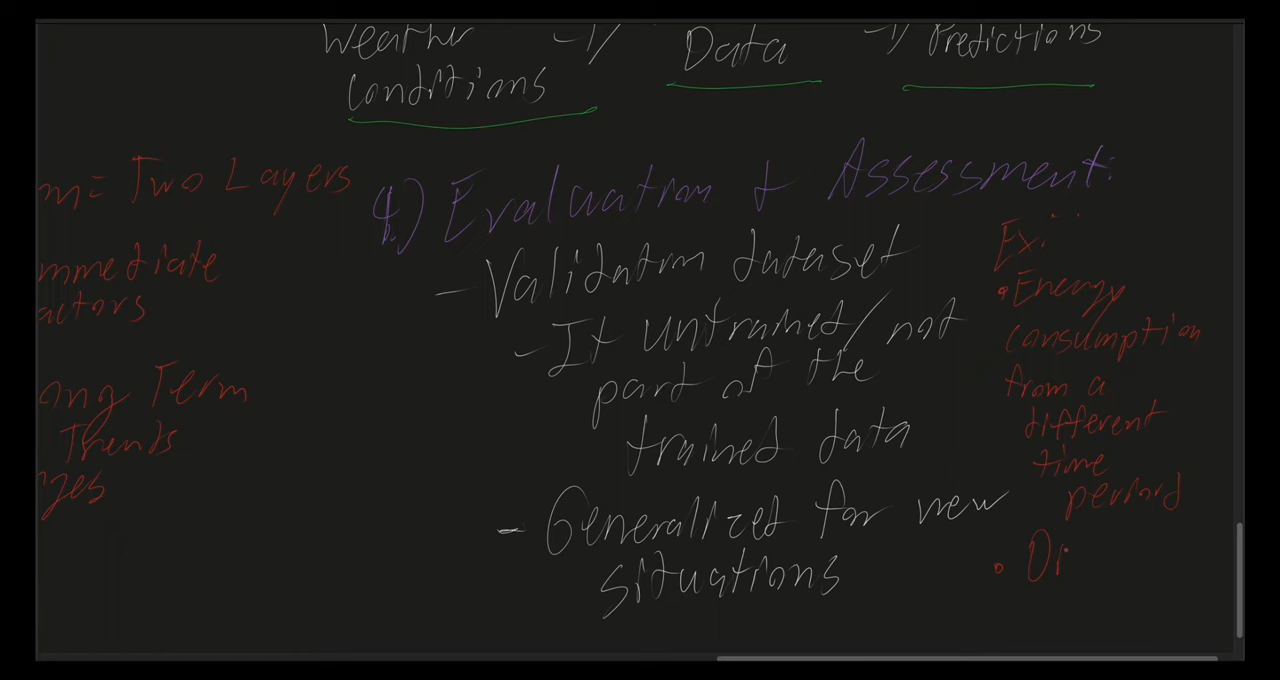 Weather
conditions
Data
Predictions
m= Two Layers
mmediate
actors
ong Term
Trends
ges
4.) Evaluation & Assessment:
- Validation dataset
- It untrained/not
part of the
trained data
- Generalized for new
situations
Ex:
• Energy
consumption
from a
different
time
period
• Di